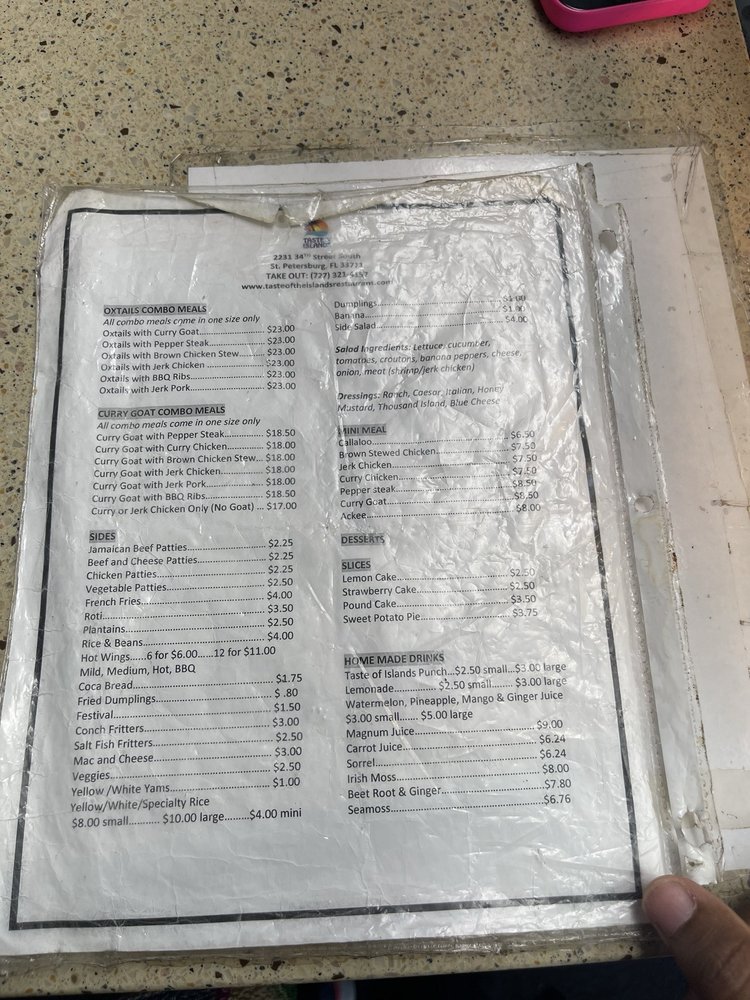 TASTE
ISLANDS
2231 34TH Street South
St. Petersburg, FL 33711
TAKE OUT: (727) 321-4157
www.tasteoftheislandsrestaurant.com
OXTAILS COMBO MEALS
All combo meals come in one size only
Oxtails with Curry Goat............ $23.00
Oxtails with Pepper Steak............ $23.00
Oxtails with Brown Chicken Stew... $23.00
Oxtails with Jerk Chicken ............ $23.00
Oxtails with BBQ Ribs............ $23.00
Oxtails with Jerk Pork............ $23.00
CURRY GOAT COMBO MEALS
All combo meals come in one size only
Curry Goat with Pepper Steak............ $18.50
Curry Goat with Curry Chicken............ $18.00
Curry Goat with Brown Chicken Stew... $18.00
Curry Goat with Jerk Chicken............ $18.00
Curry Goat with Jerk Pork............ $18.00
Curry Goat with BBQ Ribs............ $18.50
Curry or Jerk Chicken Only (No Goat) ... $17.00
SIDES
Jamaican Beef Patties............ $2.25
Beef and Cheese Patties............ $2.25
Chicken Patties............ $2.25
Vegetable Patties............ $2.50
French Fries............ $4.00
Roti............ $3.50
Plantains............ $2.50
Rice & Beans............ $4.00
Hot Wings......6 for $6.00......12 for $11.00
Mild, Medium, Hot, BBQ
Coca Bread............ $1.75
Fried Dumplings............ $ .80
Festival............ $1.50
Conch Fritters............ $3.00
Salt Fish Fritters............ $2.50
Mac and Cheese............ $3.00
Veggies............ $2.50
Yellow /White Yams............ $1.00
Yellow/White/Specialty Rice
$8.00 small........... $10.00 large.........$4.00 mini
Dumplings............ $1.00
Banana............ $1.00
Side Salad............ $4.00
Salad Ingredients: Lettuce, cucumber,
tomatoes, croutons, banana peppers, cheese,
onion, meat (shrimp/jerk chicken)
Dressings: Ranch, Caesar, Italian, Honey
Mustard, Thousand Island, Blue Cheese
MINI MEAL
Callaloo............ $6.50
Brown Stewed Chicken............ $7.50
Jerk Chicken............ $7.50
Curry Chicken............ $7.50
Pepper steak............ $8.50
Curry Goat............ $8.50
Ackee............ $8.00
DESSERTS
SLICES
Lemon Cake............ $2.50
Strawberry Cake............ $2.50
Pound Cake............ $3.50
Sweet Potato Pie............ $3.75
HOME MADE DRINKS
Taste of Islands Punch...$2.50 small...$3.00 large
Lemonade............ $2.50 small....... $3.00 large
Watermelon, Pineapple, Mango & Ginger Juice
$3.00 small....... $5.00 large
Magnum Juice............ $9.00
Carrot Juice............ $6.24
Sorrel............ $6.24
Irish Moss............ $8.00
Beet Root & Ginger............ $7.80
Seamoss............ $6.76